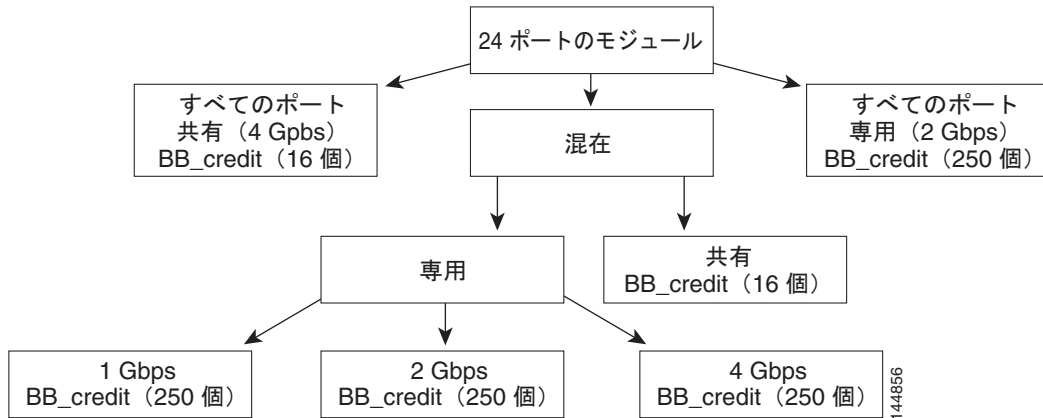 24 ポートのモジュール
すべてのポート
共有（4 Gpbs）
BB_credit（16 個）
混在
すべてのポート
専用（2 Gbps）
BB_credit（250 個）
専用
共有
BB_credit（16 個）
1 Gbps
BB_credit（250 個）
2 Gbps
BB_credit（250 個）
4 Gbps
BB_credit（250 個）
144856